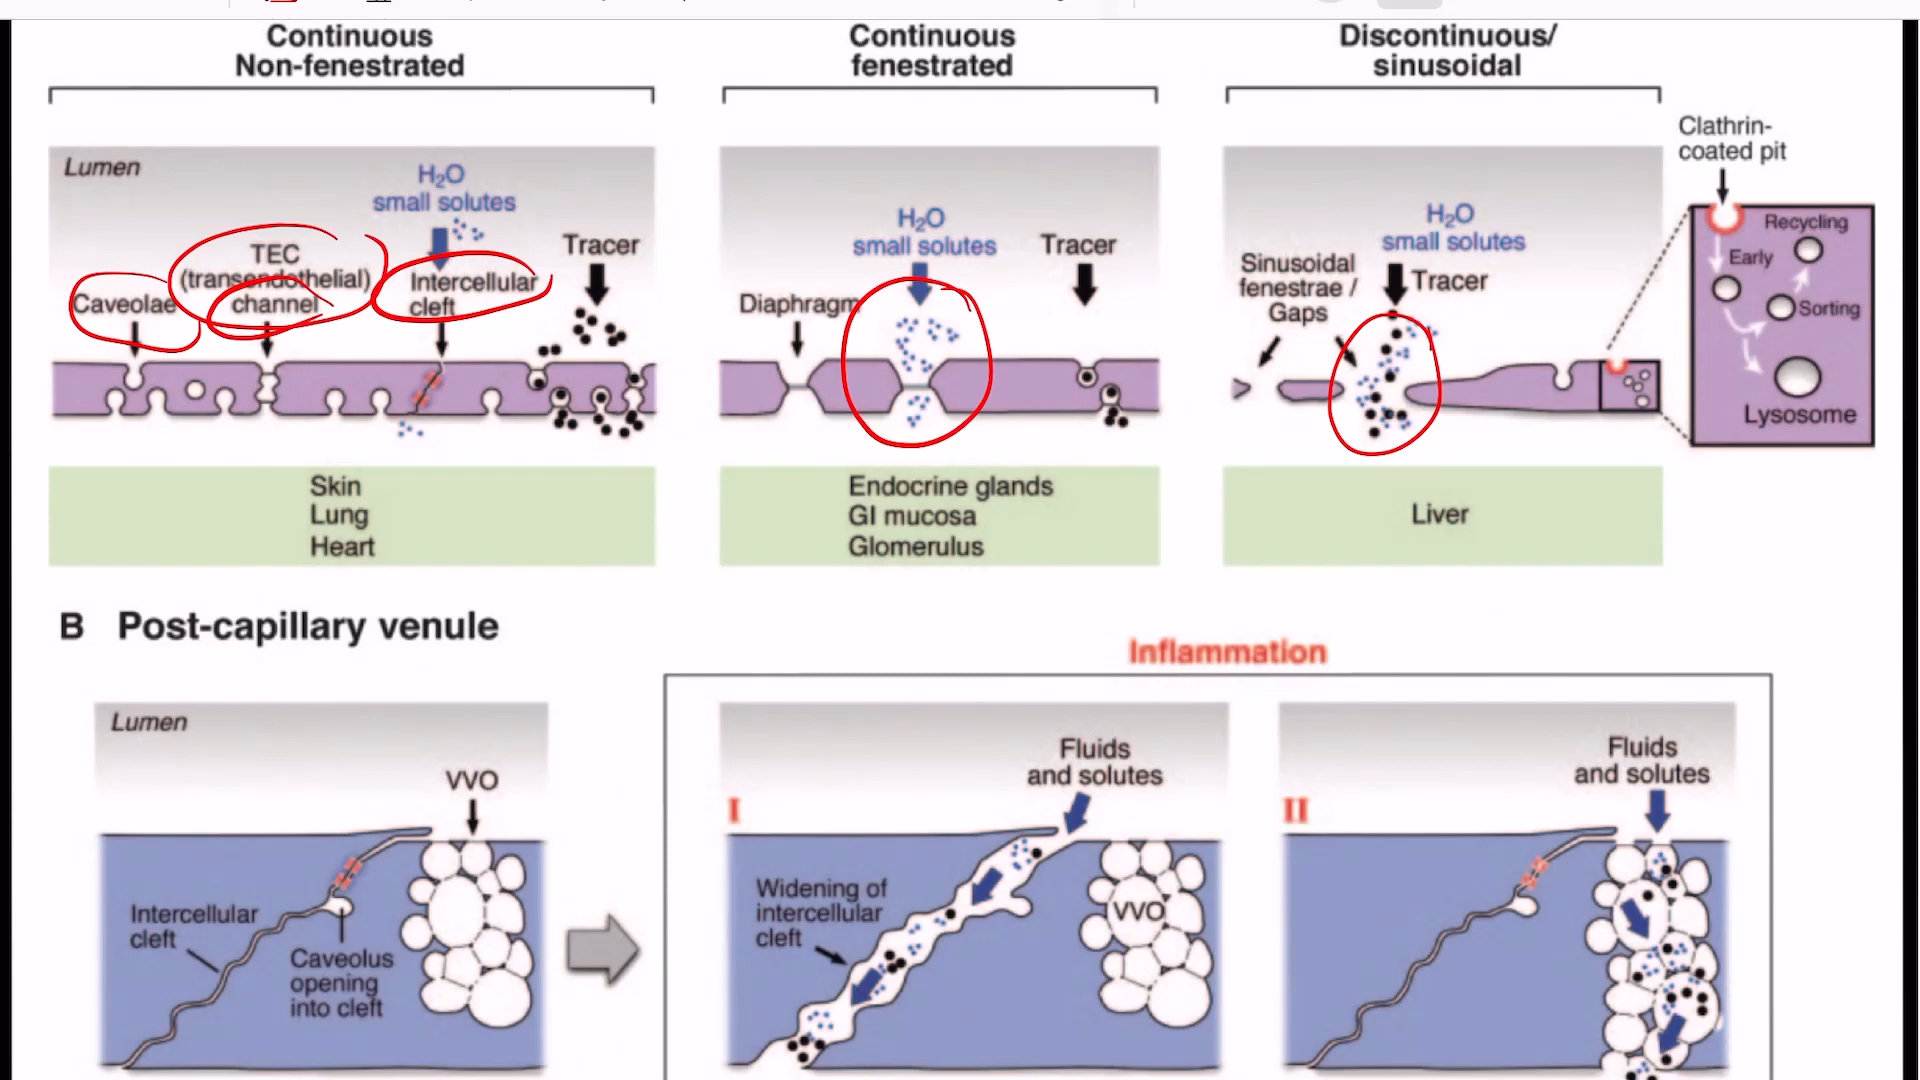 Continuous
Non-fenestrated
Continuous
fenestrated
Discontinuous/
sinusoidal
Clathrin-
coated pit
Lumen
H2O
small solutes
TEC
(transendothelial)
channel
Caveolae
Intercellular
cleft
Tracer
H2O
small solutes
Tracer
Diaphragm
H2O
small solutes
Sinusoidal
fenestrae /
Gaps
Tracer
Recycling
Early
Sorting
Lysosome
Skin
Lung
Heart
Endocrine glands
GI mucosa
Glomerulus
Liver
B Post-capillary venule
Inflammation
Lumen
VVO
Intercellular
cleft
Caveolus
opening
into cleft
I
Fluids
and solutes
Widening of
intercellular
cleft
VVO
II
Fluids
and solutes